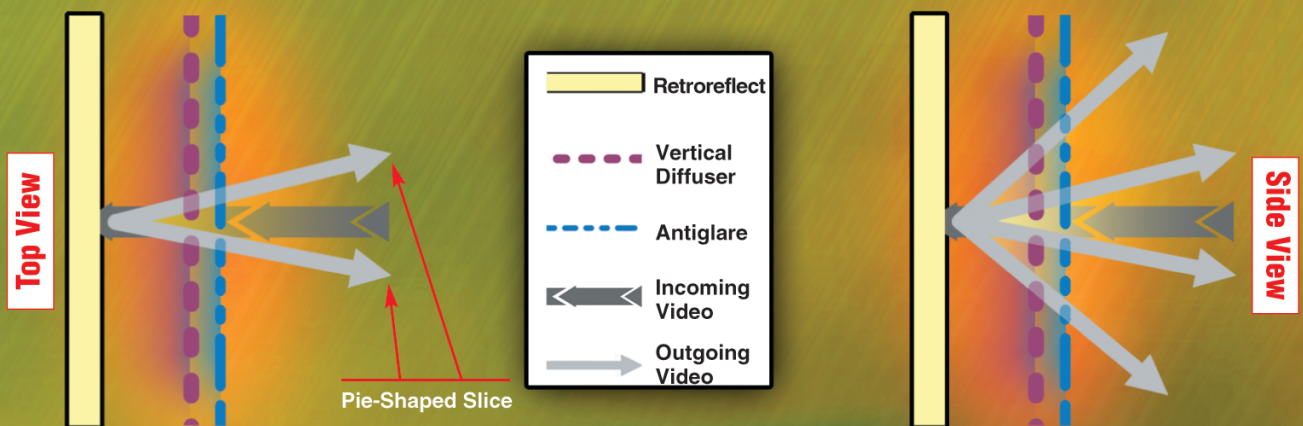 Top View
Pie-Shaped Slice
Retroreflect
Vertical
Diffuser
Antiglare
Incoming
Video
Outgoing
Video
Side View